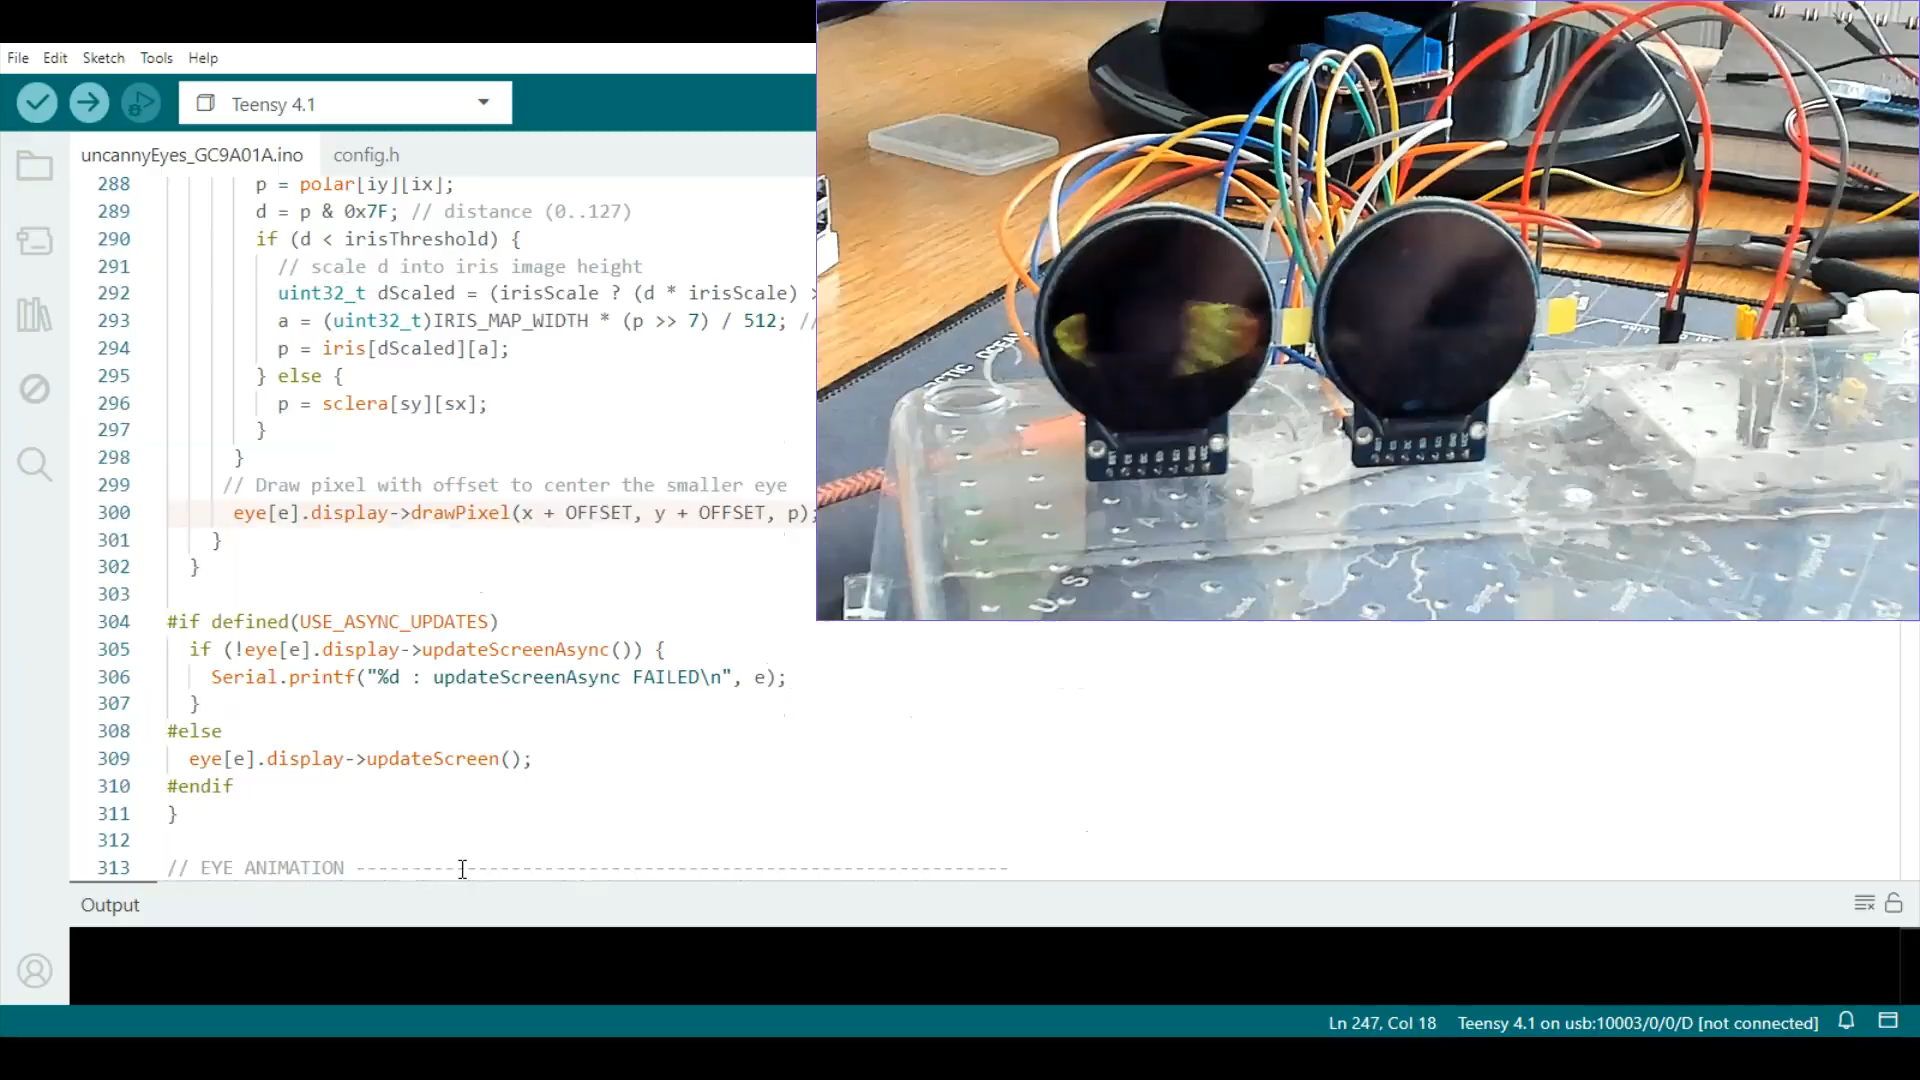 File Edit Sketch Tools Help
Teensy 4.1
uncannyEyes_GC9A01A.ino config.h
288 p = polar[iy][ix];
289 d = p & 0x7F; // distance (0..127)
290 if (d < irisThreshold) {
291 // scale d into iris image height
292 uint32_t dScaled = (irisScale ? (d * irisScale) >
293 a = (uint32_t)IRIS_MAP_WIDTH * (p >> 7) / 512; //
294 p = iris[dScaled][a];
295 } else {
296 p = sclera[sy][sx];
297 }
298 }
299 // Draw pixel with offset to center the smaller eye
300 eye[e].display->drawPixel(x + OFFSET, y + OFFSET, p);
301 }
302 }
303
304 #if defined(USE_ASYNC_UPDATES)
305 if (!eye[e].display->updateScreenAsync()) {
306 Serial.printf("%d : updateScreenAsync FAILED\n", e);
307 }
308 #else
309 eye[e].display->updateScreen();
310 #endif
311 }
312
313 // EYE ANIMATION -----------------------------------------------------------
Output
Ln 247, Col 18 Teensy 4.1 on usb:10003/0/0/D [not connected]